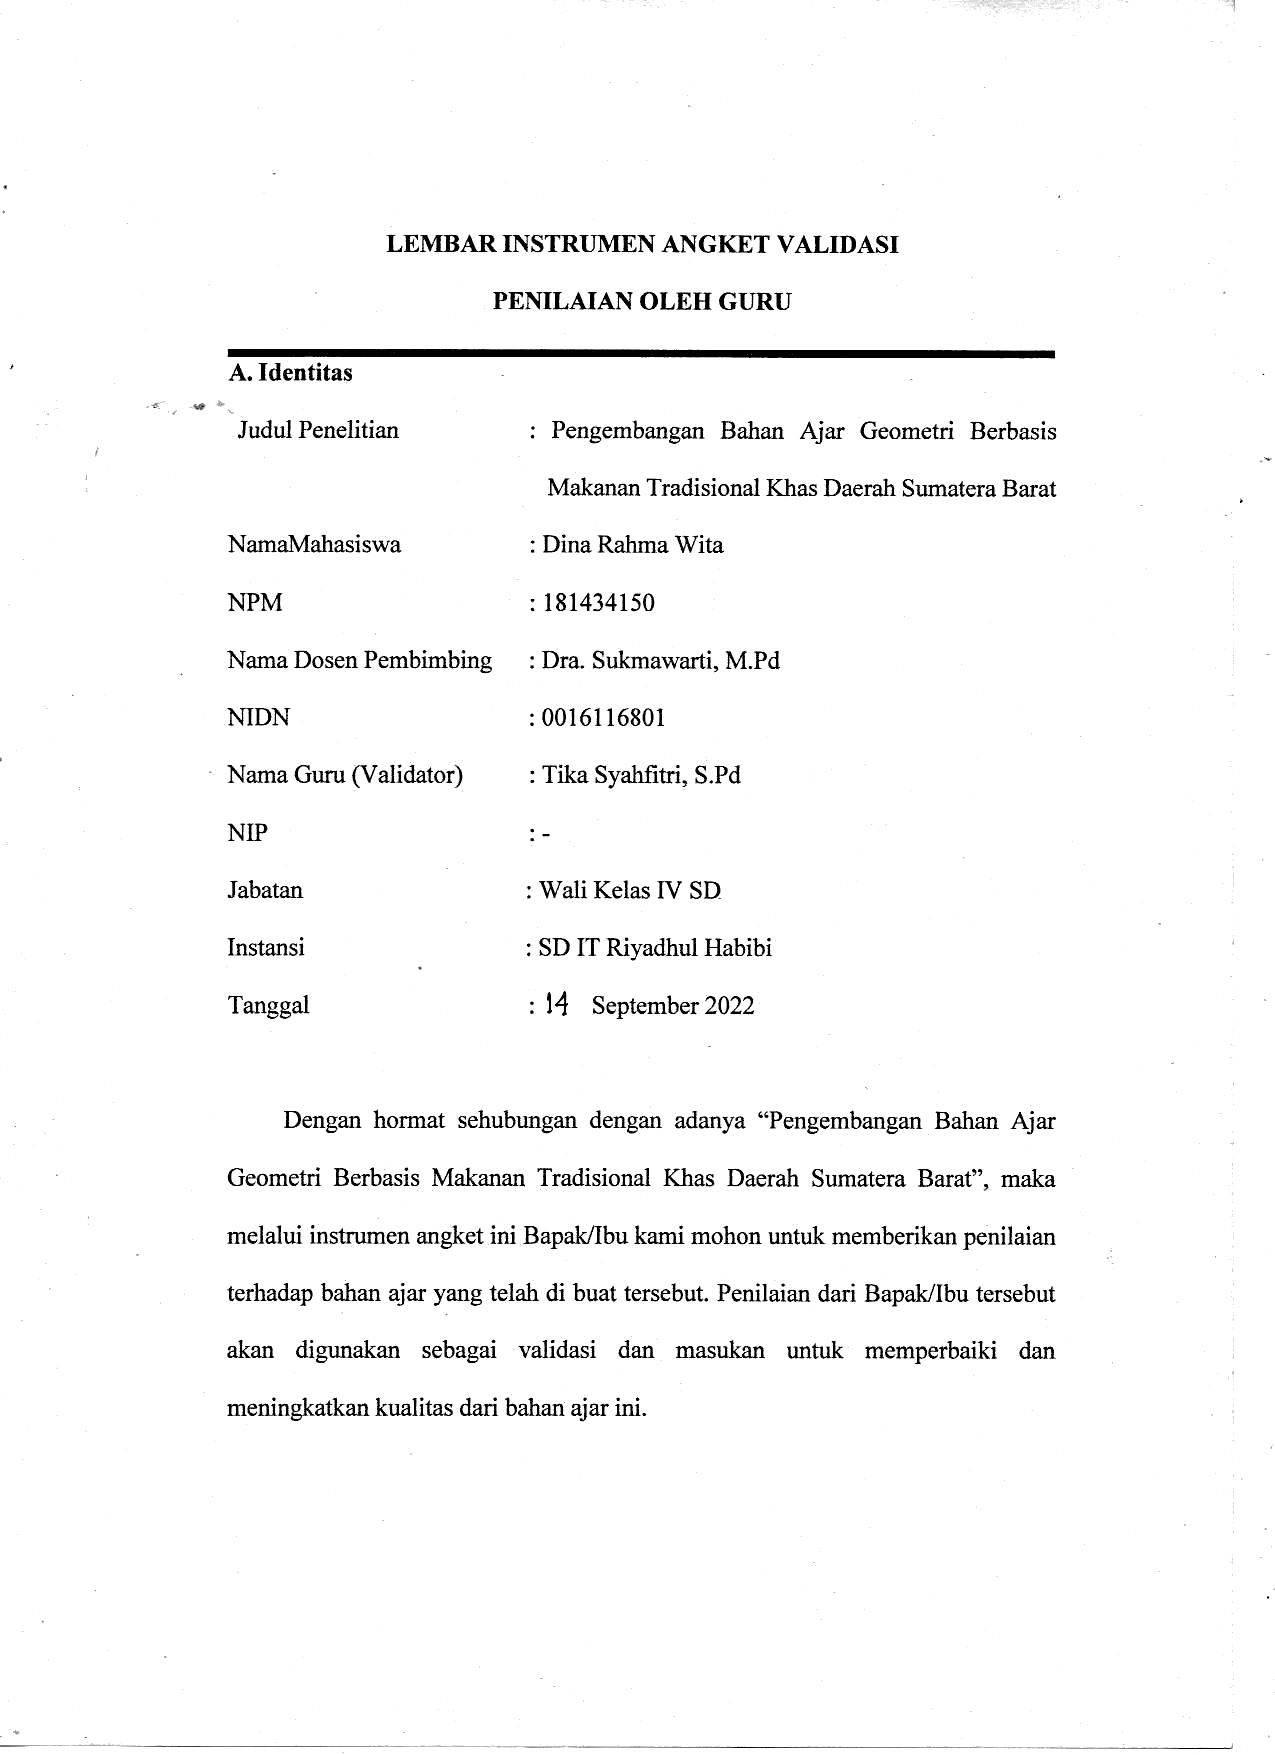 LEMBAR INSTRUMEN ANGKET VALIDASI
PENILAIAN OLEH GURU
A. Identitas
Judul Penelitian : Pengembangan Bahan Ajar Geometri Berbasis
Makanan Tradisional Khas Daerah Sumatera Barat
NamaMahasiswa : Dina Rahma Wita
NPM : 181434150
Nama Dosen Pembimbing : Dra. Sukmawarti, M.Pd
NIDN : 0016116801
Nama Guru (Validator) : Tika Syahfitri, S.Pd
NIP : -
Jabatan : Wali Kelas IV SD
Instansi : SD IT Riyadhul Habibi
Tanggal : 14 September 2022
Dengan hormat sehubungan dengan adanya “Pengembangan Bahan Ajar
Geometri Berbasis Makanan Tradisional Khas Daerah Sumatera Barat”, maka
melalui instrumen angket ini Bapak/Ibu kami mohon untuk memberikan penilaian
terhadap bahan ajar yang telah di buat tersebut. Penilaian dari Bapak/Ibu tersebut
akan digunakan sebagai validasi dan masukan untuk memperbaiki dan
meningkatkan kualitas dari bahan ajar ini.